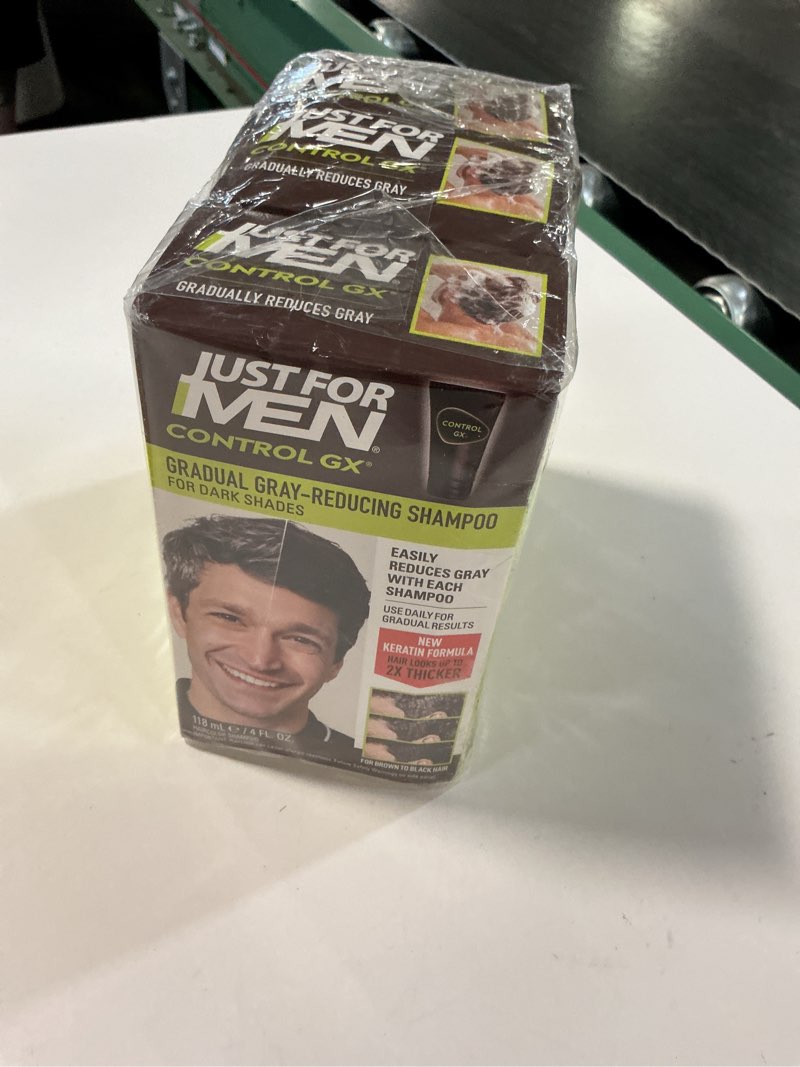 JUST FOR
MEN
CONTROL GX
GRADUALLY REDUCES GRAY
JUST FOR
MEN
CONTROL GX
GRADUALLY REDUCES GRAY
JUST FOR
MEN®
CONTROL GX®
CONTROL
GX
GRADUAL GRAY-REDUCING SHAMPOO
FOR DARK SHADES
EASILY
REDUCES GRAY
WITH EACH
SHAMPOO
USE DAILY FOR
GRADUAL RESULTS
NEW
KERATIN FORMULA
HAIR LOOKS UP TO
2X THICKER
118 mL ℮ / 4 FL. OZ.
HAIRCOLOR SHAMPOO
FOR BROWN TO BLACK HAIR